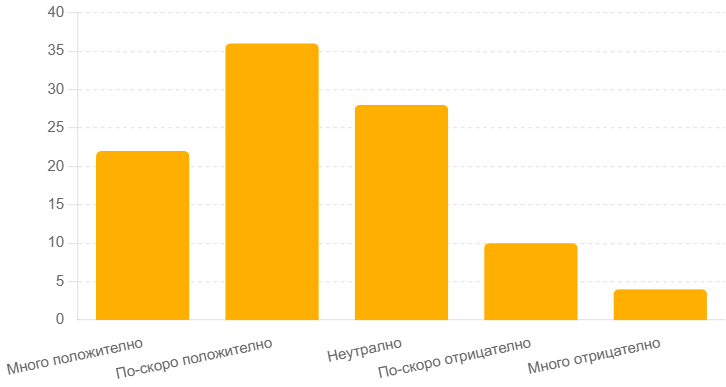 40
35
30
25
20
15
10
5
0
Много положително
По-скоро положително
Неутрално
По-скоро отрицателно
Много отрицателно